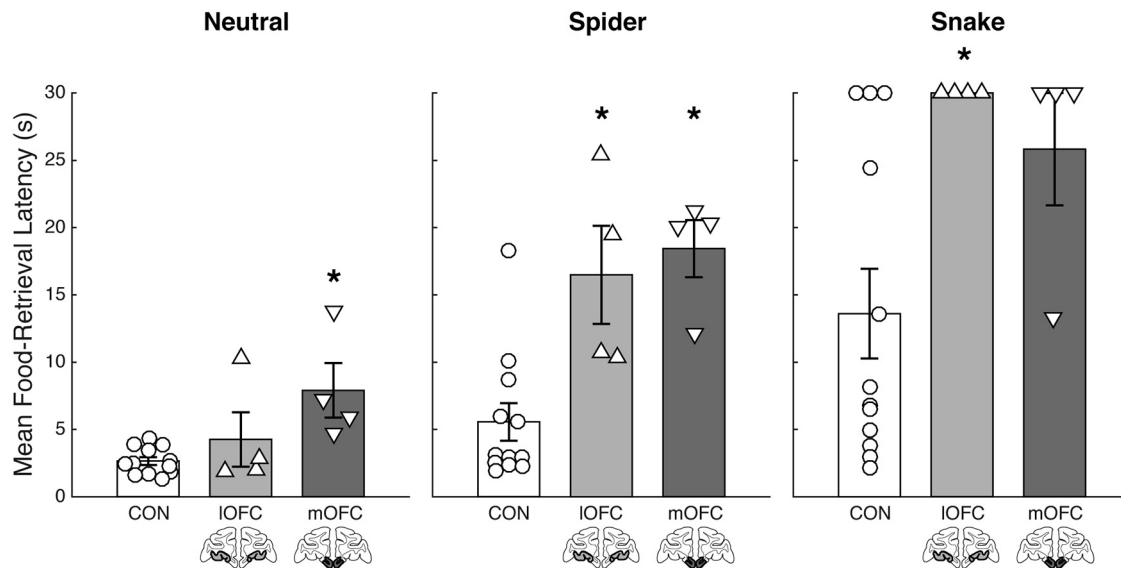 Neutral
Spider
Snake
Mean Food-Retrieval Latency (s)
30
25
20
15
10
5
0
*
*
*
*
CON
lOFC
mOFC
CON
lOFC
mOFC
CON
lOFC
mOFC